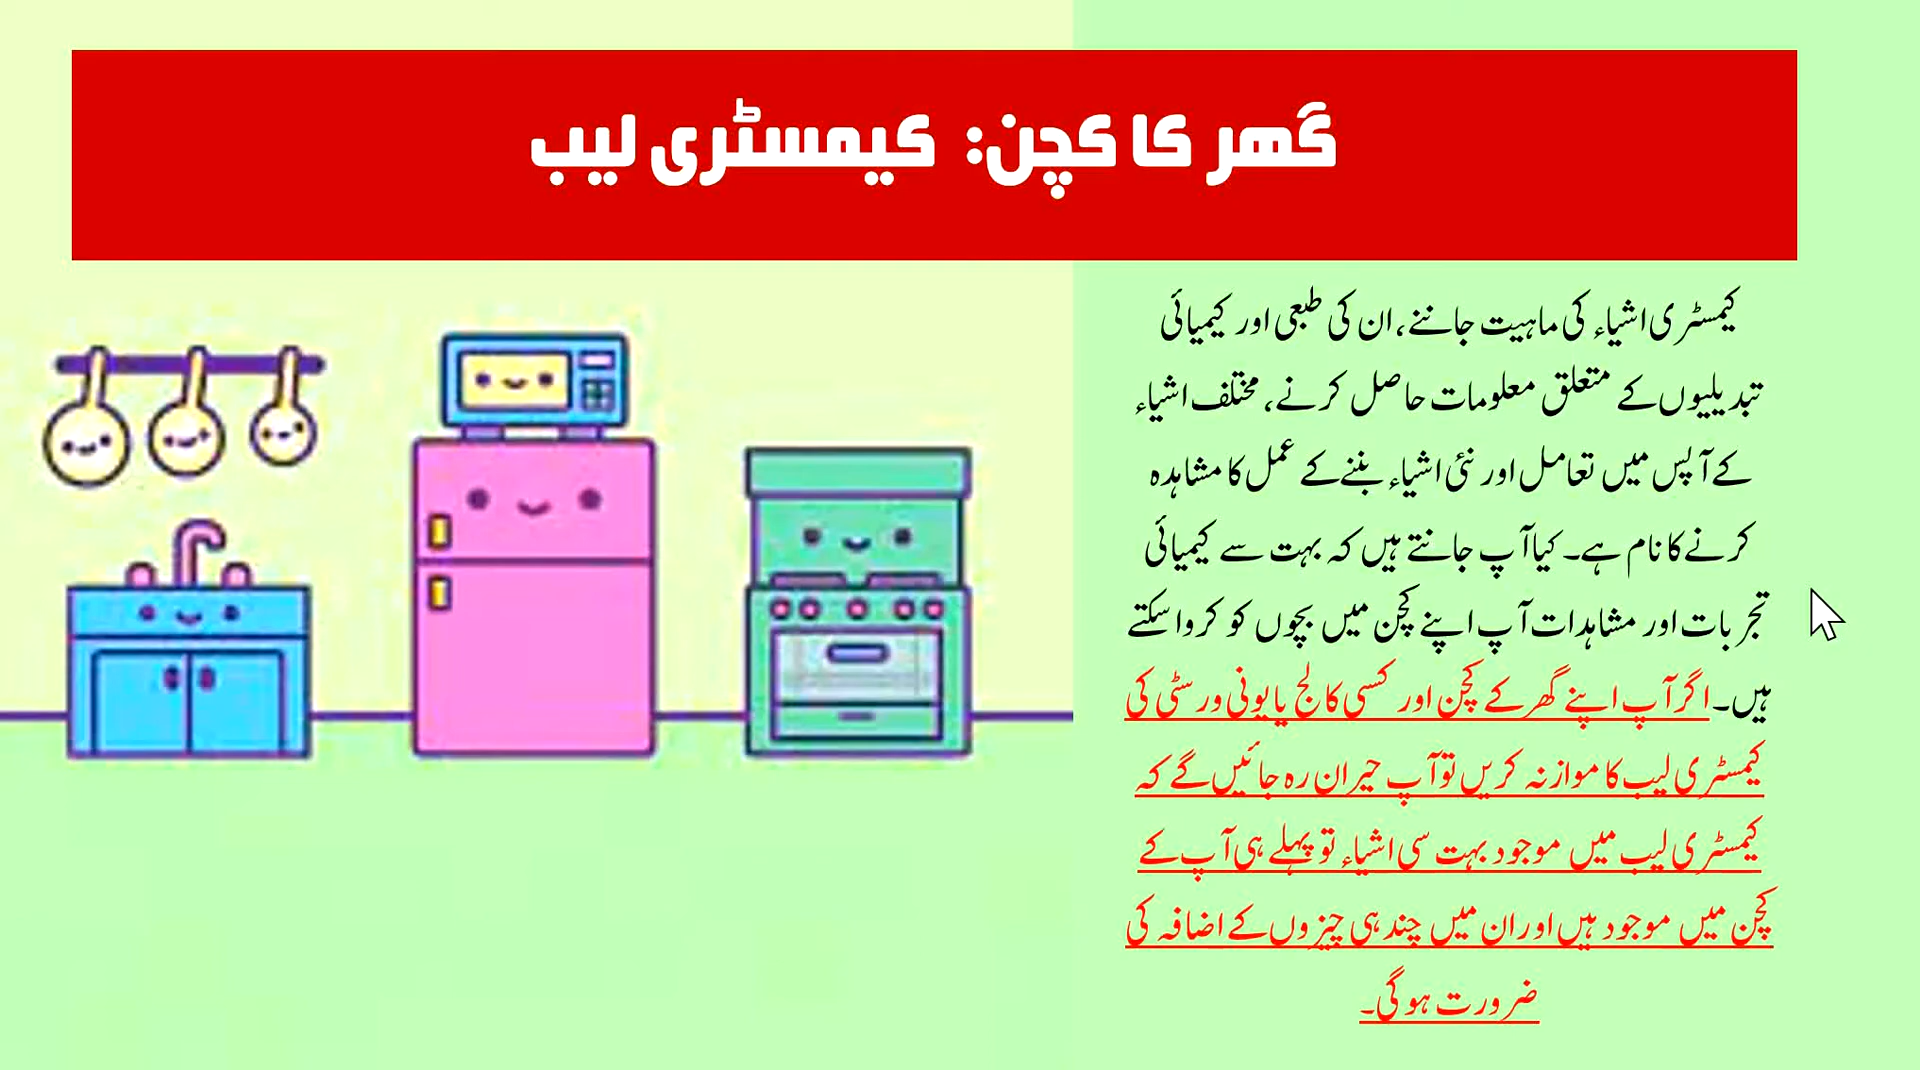 گھر کا کچن: کیمسٹری لیب
کیمسٹری اشیاء کی ماہیت جاننے، ان کی طبعی اور کیمیائی
تبدیلیوں کے متعلق معلومات حاصل کرنے، مختلف اشیاء
کے آپس میں تعامل اور نئی اشیاء بننے کے عمل کا مشاہدہ
کرنے کا نام ہے۔ کیا آپ جانتے ہیں کہ بہت سے کیمیائی
تجربات اور مشاہدات آپ اپنے کچن میں بچوں کو کروا سکتے
ہیں۔ اگر آپ اپنے گھر کے کچن اور کسی کالج یا یونی ورسٹی کی
کیمسٹری لیب کا موازنہ کریں تو آپ حیران رہ جائیں گے کہ
کیمسٹری لیب میں موجود بہت سی اشیاء تو پہلے ہی آپ کے
کچن میں موجود ہیں اور ان میں چند ہی چیزوں کے اضافہ کی
ضرورت ہو گی۔